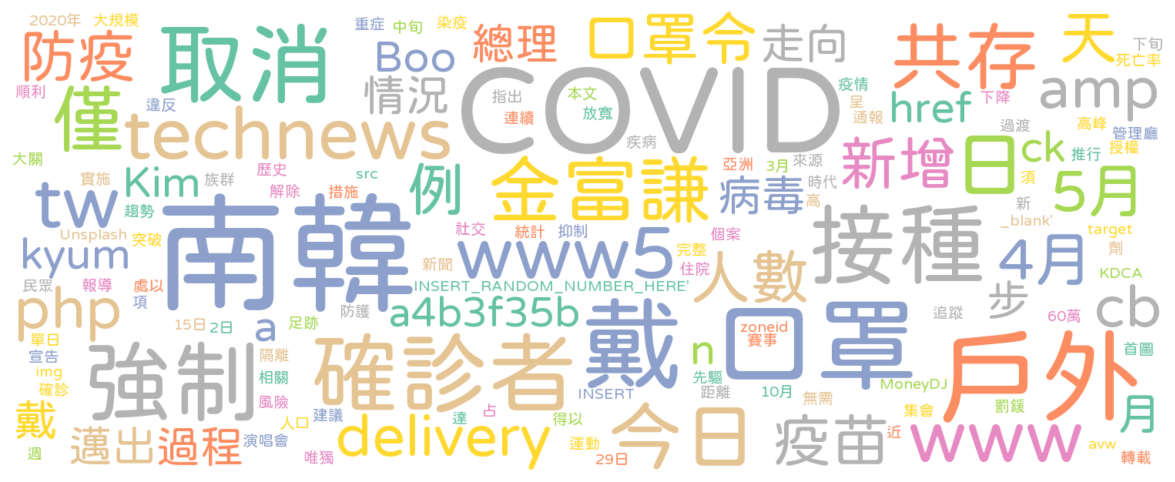 2020年 大規模
重症 中旬 染疫
防疫 取消 Boo 總理 口罩令 走向 共存 天 下旬
死亡率
順利 僅 違反 情況 指出 COVID 疫情 href 下降 amp
本文 放寬 連續 呈 通報
technews 疾病 過渡 高峰 管理廳
授權
大關 實施 Kim 族群 歷史 src 例 金富謙 亞洲 3月 來源 新增 日 ck 推行
解除 措施 病毒 時代 高 須 5月
tw 趨勢 南韓 社交 統計 抑制 個案 接種 新 _blank' target
kyum Unsplash 突破 www5 完整 4月 劑
民眾 報導 處以 新聞 住院 人數 KDCA
項 INSERT_RANDOM_NUMBER_HERE' 步 cb
php 15日 2日 a 足跡 防護 a4b3f35b 戴 口罩 zoneid 賽事 追蹤 60萬
單日 宣告 強制 隔離 確診者 n 先驅 戶外 首圖
img 確診 相關 INSERT 距離 10月 MoneyDJ
戴 人口 風險 建議 delivery 達 占 得以 今日 無需 疫苗 集會 罰鍰 月
週 邁出 過程 演唱會 唯獨 運動 29日 近 www avw 轉載